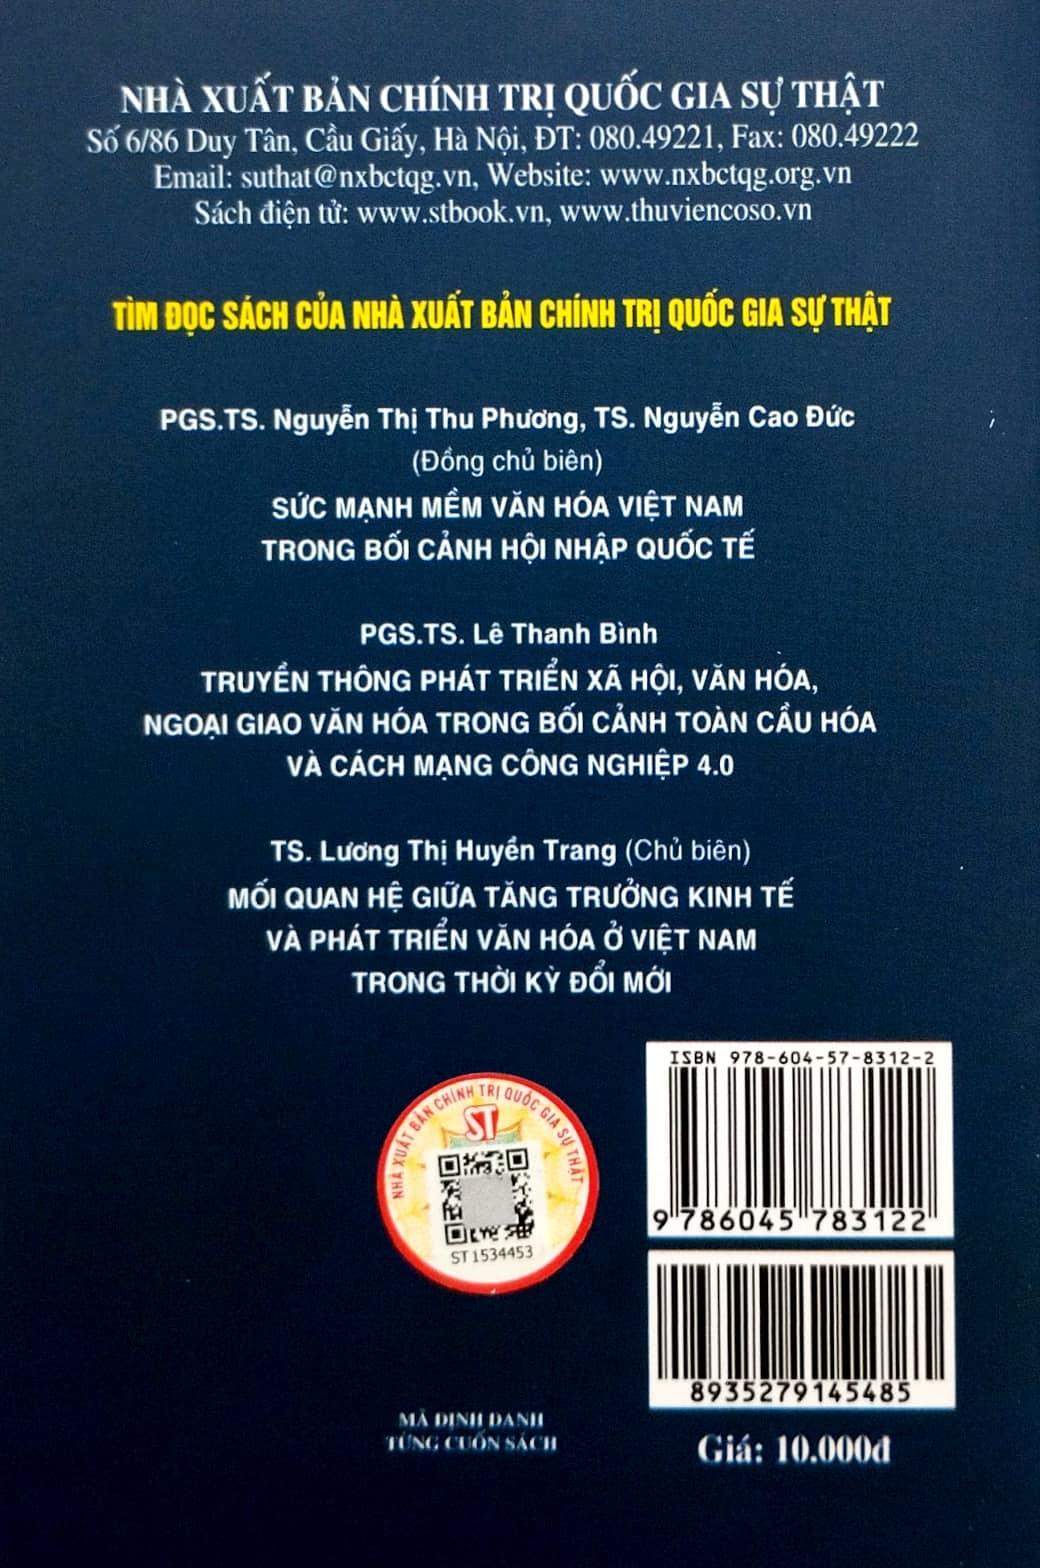 NHÀ XUẤT BẢN CHÍNH TRỊ QUỐC GIA SỰ THẬT
Số 6/86 Duy Tân, Cầu Giấy, Hà Nội, ĐT: 080.49221, Fax: 080.49222
Email: suthat@nxbctqg.vn, Website: www.nxbctqg.org.vn
Sách điện tử: www.stbook.vn, www.thuviencoso.vn
TÌM ĐỌC SÁCH CỦA NHÀ XUẤT BẢN CHÍNH TRỊ QUỐC GIA SỰ THẬT
PGS.TS. Nguyễn Thị Thu Phương, TS. Nguyễn Cao Đức
(Đồng chủ biên)
SỨC MẠNH MỀM VĂN HÓA VIỆT NAM
TRONG BỐI CẢNH HỘI NHẬP QUỐC TẾ
PGS.TS. Lê Thanh Bình
TRUYỀN THÔNG PHÁT TRIỂN XÃ HỘI, VĂN HÓA,
NGOẠI GIAO VĂN HÓA TRONG BỐI CẢNH TOÀN CẦU HÓA
VÀ CÁCH MẠNG CÔNG NGHIỆP 4.0
TS. Lương Thị Huyền Trang (Chủ biên)
MỐI QUAN HỆ GIỮA TĂNG TRƯỞNG KINH TẾ
VÀ PHÁT TRIỂN VĂN HÓA Ở VIỆT NAM
TRONG THỜI KỲ ĐỔI MỚI
NHÀ XUẤT BẢN CHÍNH TRỊ QUỐC GIA SỰ THẬT
ST
ST1534453
MÃ ĐỊNH DANH
TỪNG CUỐN SÁCH
ISBN 978-604-57-8312-2
9 786045 783122
8935279145485
Giá: 10.000đ